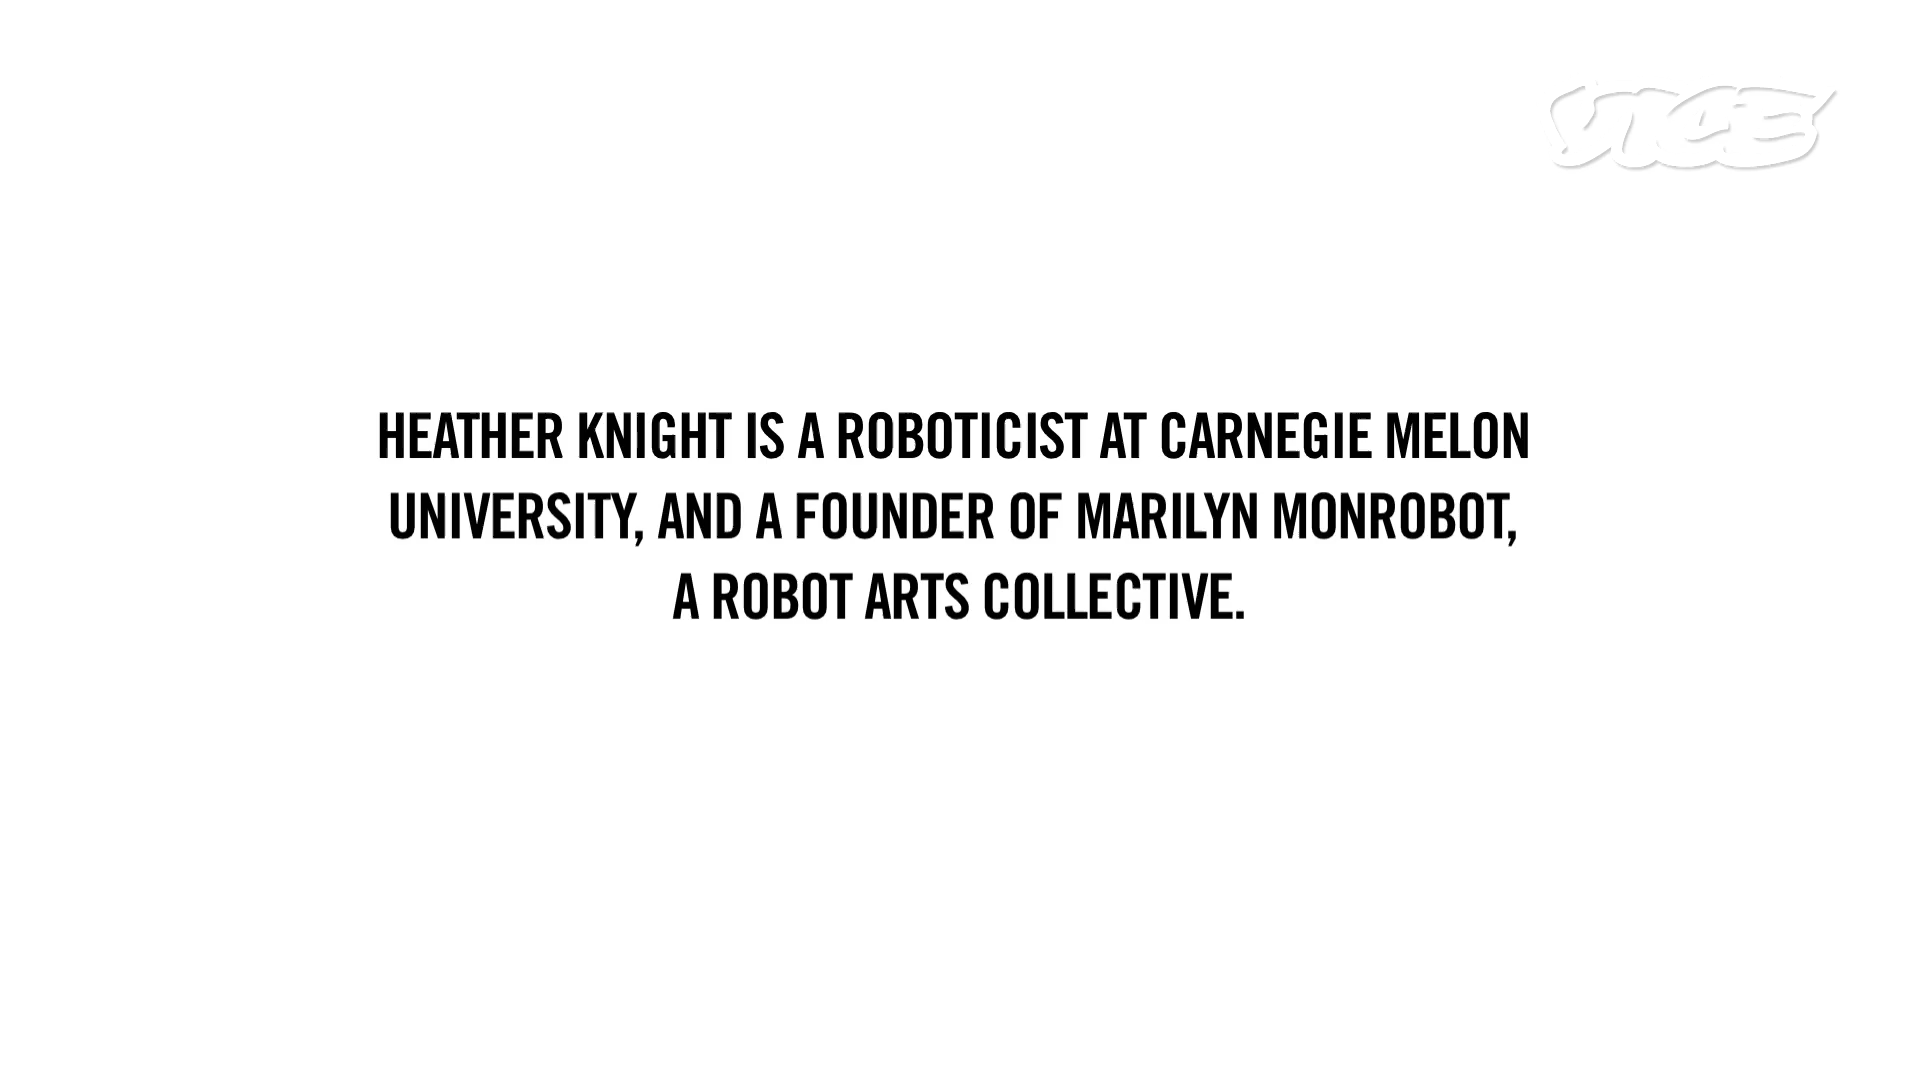 VICE
HEATHER KNIGHT IS A ROBOTICIST AT CARNEGIE MELON
UNIVERSITY, AND A FOUNDER OF MARILYN MONROBOT,
A ROBOT ARTS COLLECTIVE.